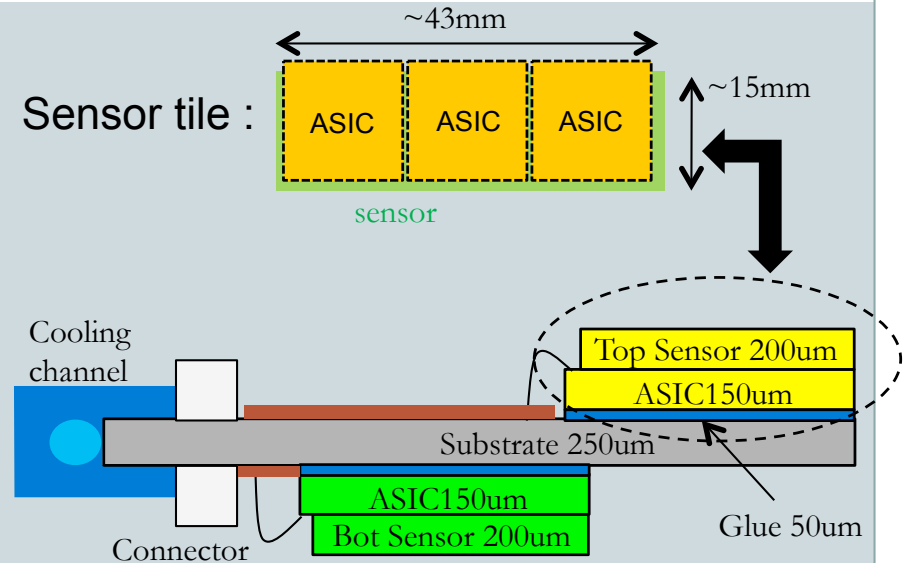 ~43mm
~15mm
Sensor tile :
ASIC
ASIC
ASIC
sensor
Cooling
channel
Top Sensor 200um
ASIC150um
Substrate 250um
ASIC150um
Bot Sensor 200um
Glue 50um
Connector